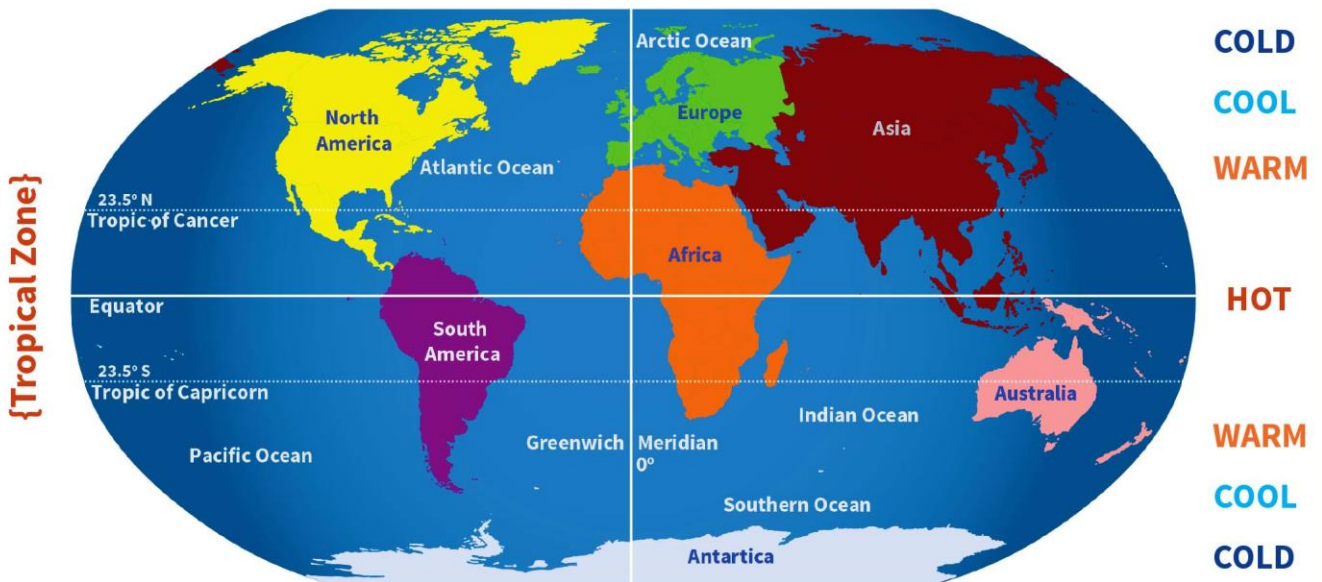 COLD
Arctic Ocean
COOL
North
America
Europe
Asia
WARM
Atlantic Ocean
23.5° N
Tropic of Cancer
{Tropical Zone}
Africa
HOT
Equator
South
America
23.5° S
Tropic of Capricorn
Australia
Indian Ocean
Greenwich Meridian
0º
Pacific Ocean
WARM
Southern Ocean
COOL
Antartica
COLD